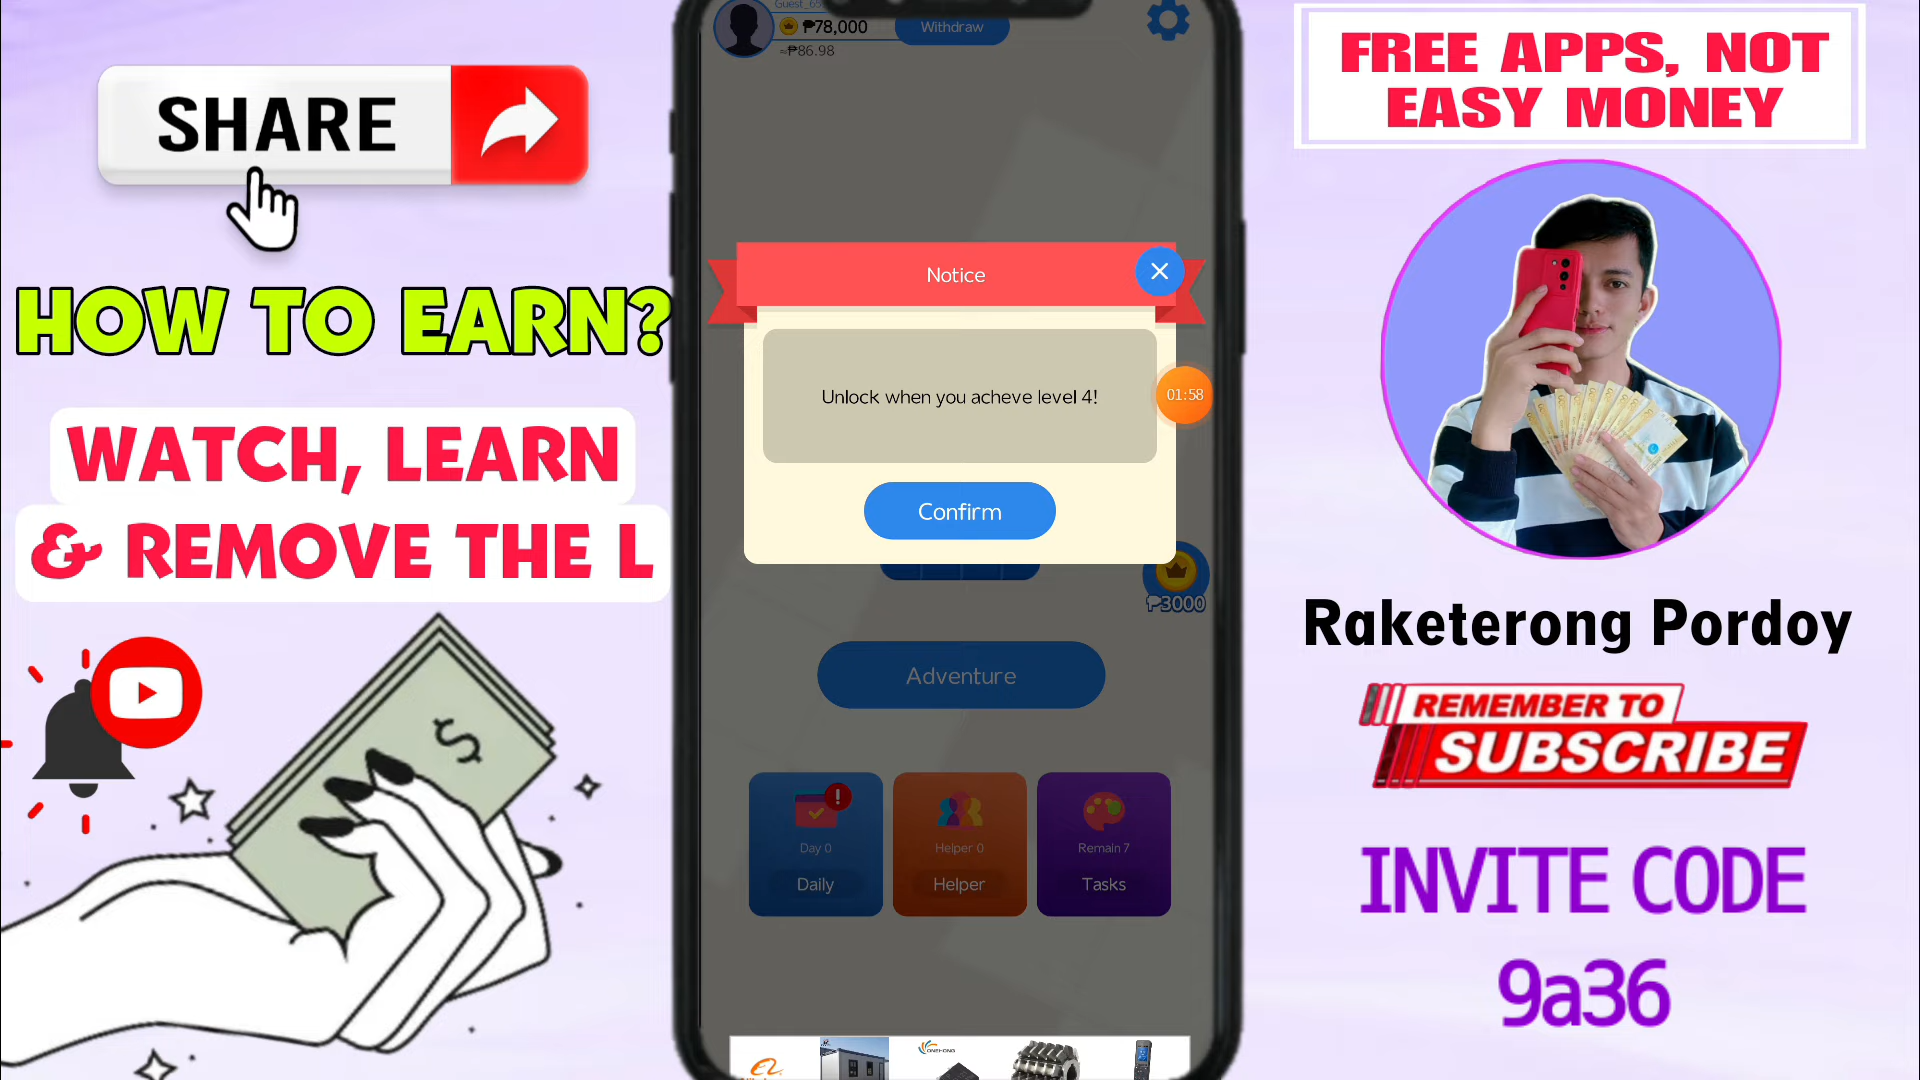 SHARE
HOW TO EARN?
WATCH, LEARN
& REMOVE THE L
₱78,000
Withdraw
≈₱86.98
Notice
Unlock when you acheve level 4!
01:58
Confirm
₱3000
Adventure
Day 0
Daily
Helper 0
Helper
Remain 7
Tasks
ONEHONG
FREE APPS, NOT
EASY MONEY
Raketerong Pordoy
REMEMBER TO
SUBSCRIBE
INVITE CODE
9a36